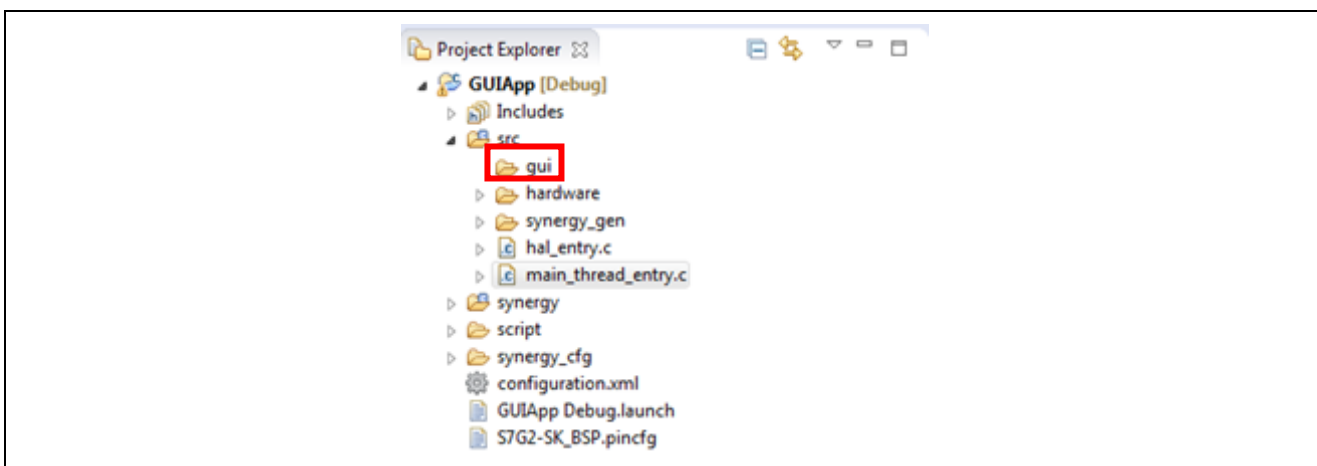 Project Explorer
GUIApp [Debug]
Includes
src
gui
hardware
synergy_gen
hal_entry.c
main_thread_entry.c
synergy
script
synergy_cfg
configuration.xml
GUIApp Debug.launch
S7G2-SK_BSP.pincfg